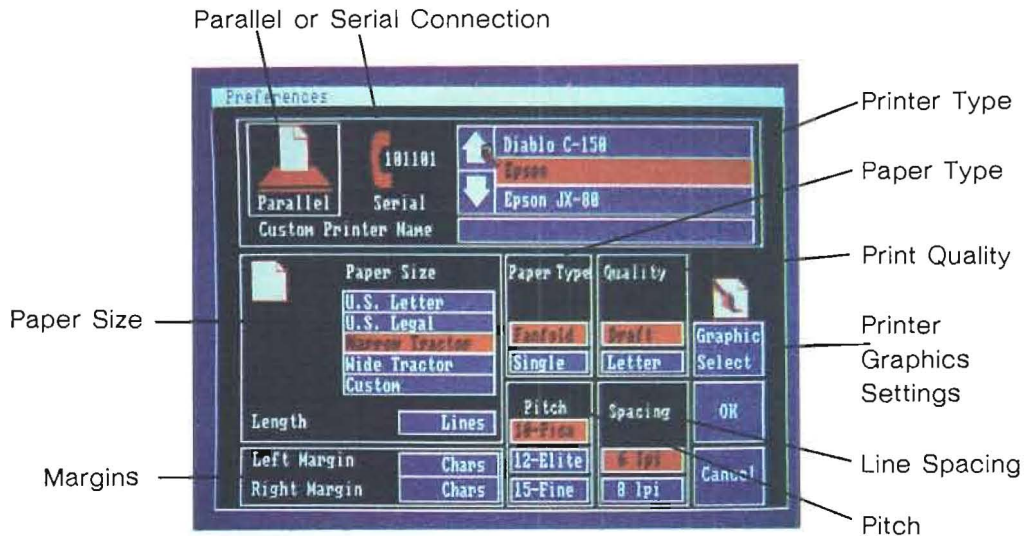 Parallel or Serial Connection
Preferences
Printer Type
Diablo C-150
101101
Epson
Paper Type
Parallel
Serial
Epson JX-80
Custom Printer Name
Print Quality
Paper Size
Paper Type
Quality
U.S. Letter
Paper Size
U.S. Legal
Fanfold
Draft
Graphic
Select
Printer
Graphics
Settings
Narrow Tractor
Wide Tractor
Single
Letter
Custom
Pitch
Spacing
OK
Length
Lines
10-Pica
Left Margin
Chars
12-Elite
6 lpi
Cancel
Line Spacing
Margins
Right Margin
Chars
15-Fine
8 lpi
Pitch